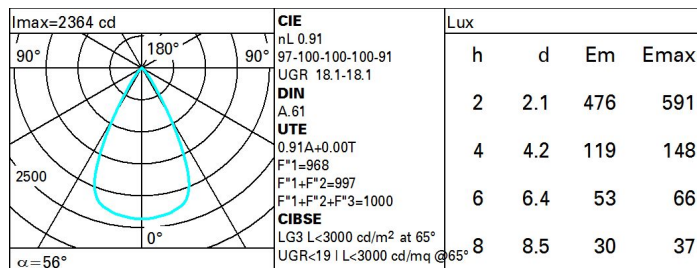 Imax=2364 cd
90° 180° 90°
2500
0°
α=56°
CIE
nL 0.91
97-100-100-100-91
UGR 18.1-18.1
DIN
A.61
UTE
0.91A+0.00T
F"1=968
F"1+F"2=997
F"1+F"2+F"3=1000
CIBSE
LG3 L<3000 cd/m² at 65°
UGR<19 | L<3000 cd/mq @65°
Lux
h d Em Emax
2 2.1 476 591
4 4.2 119 148
6 6.4 53 66
8 8.5 30 37